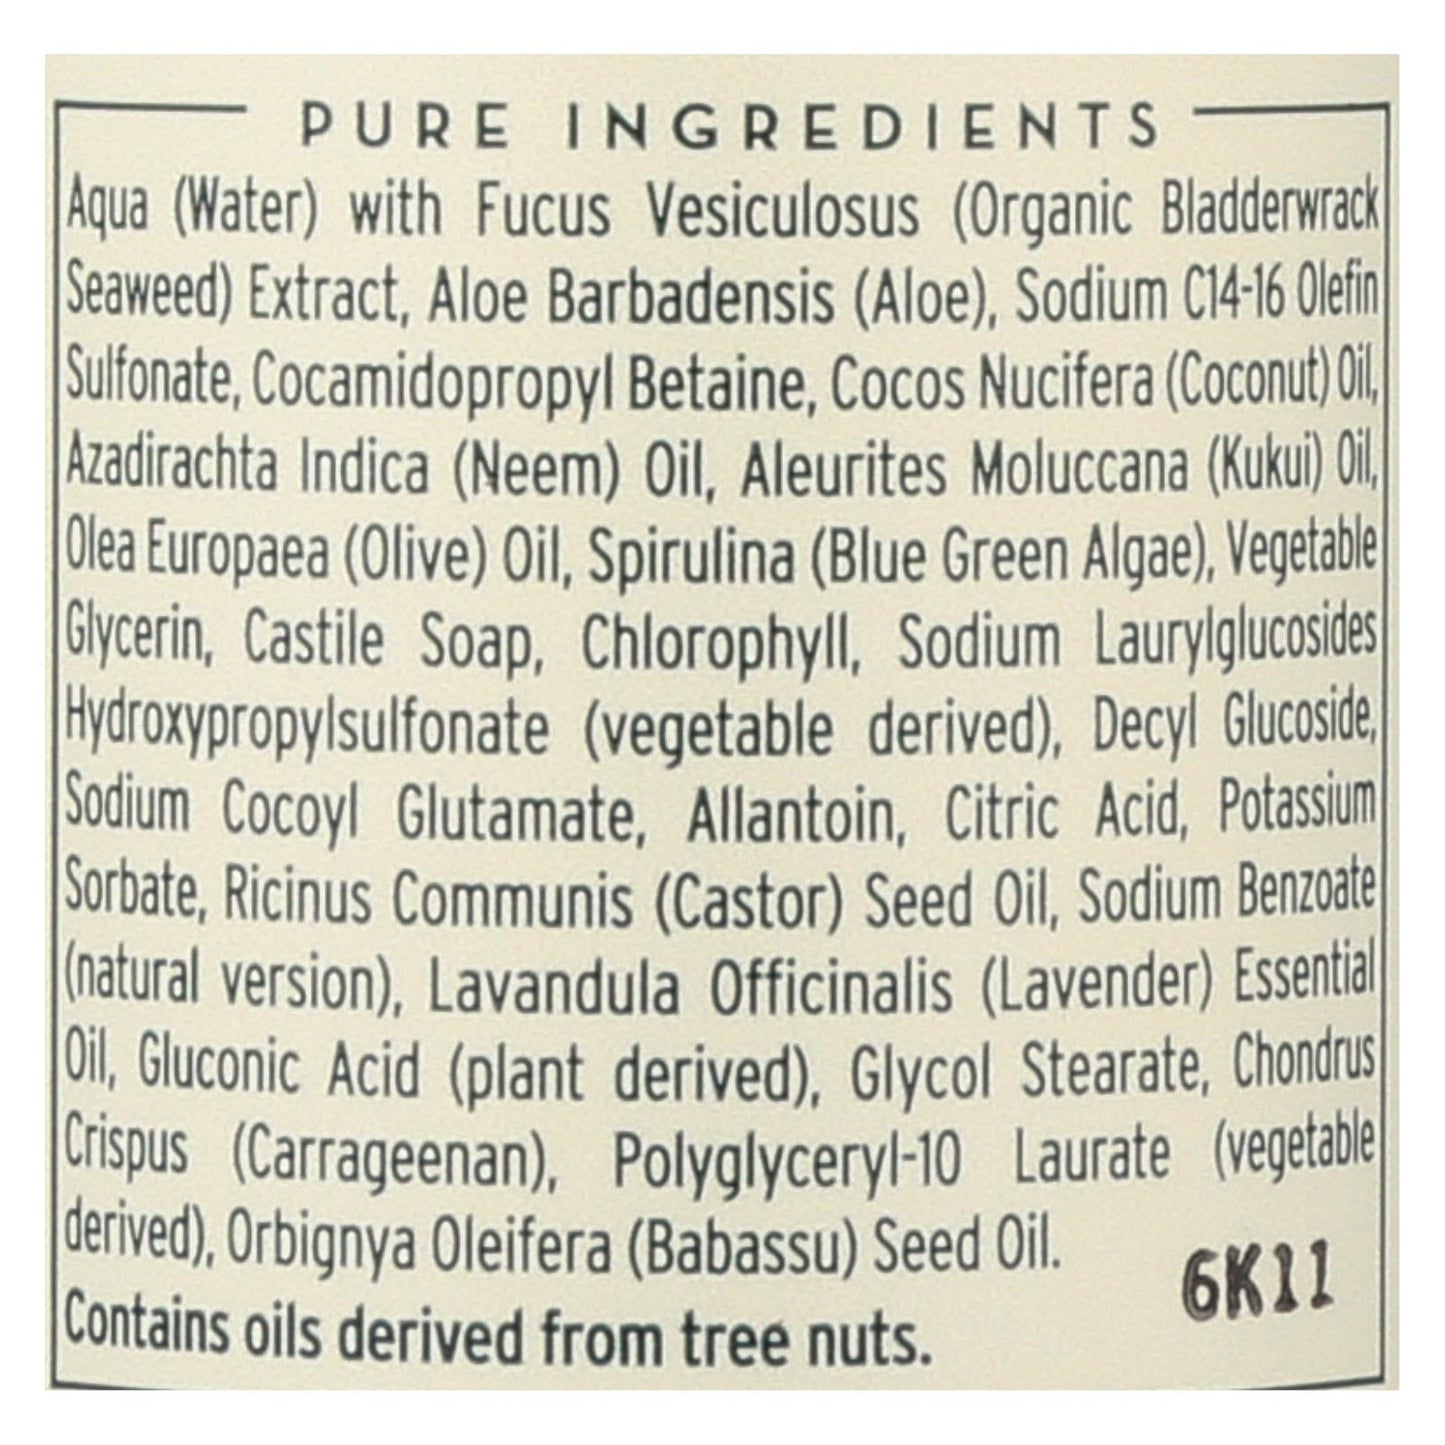 PURE INGREDIENTS
Aqua (Water) with Fucus Vesiculosus (Organic Bladderwrack
Seaweed) Extract, Aloe Barbadensis (Aloe), Sodium C14-16 Olefin
Sulfonate, Cocamidopropyl Betaine, Cocos Nucifera (Coconut) Oil,
Azadirachta Indica (Neem) Oil, Aleurites Moluccana (Kukui) Oil,
Olea Europaea (Olive) Oil, Spirulina (Blue Green Algae), Vegetable
Glycerin, Castile Soap, Chlorophyll, Sodium Laurylglucosides
Hydroxypropylsulfonate (vegetable derived), Decyl Glucoside,
Sodium Cocoyl Glutamate, Allantoin, Citric Acid, Potassium
Sorbate, Ricinus Communis (Castor) Seed Oil, Sodium Benzoate
(natural version), Lavandula Officinalis (Lavender) Essential
Oil, Gluconic Acid (plant derived), Glycol Stearate, Chondrus
Crispus (Carrageenan), Polyglyceryl-10 Laurate (vegetable
derived), Orbignya Oleifera (Babassu) Seed Oil.
6K11
Contains oils derived from tree nuts.